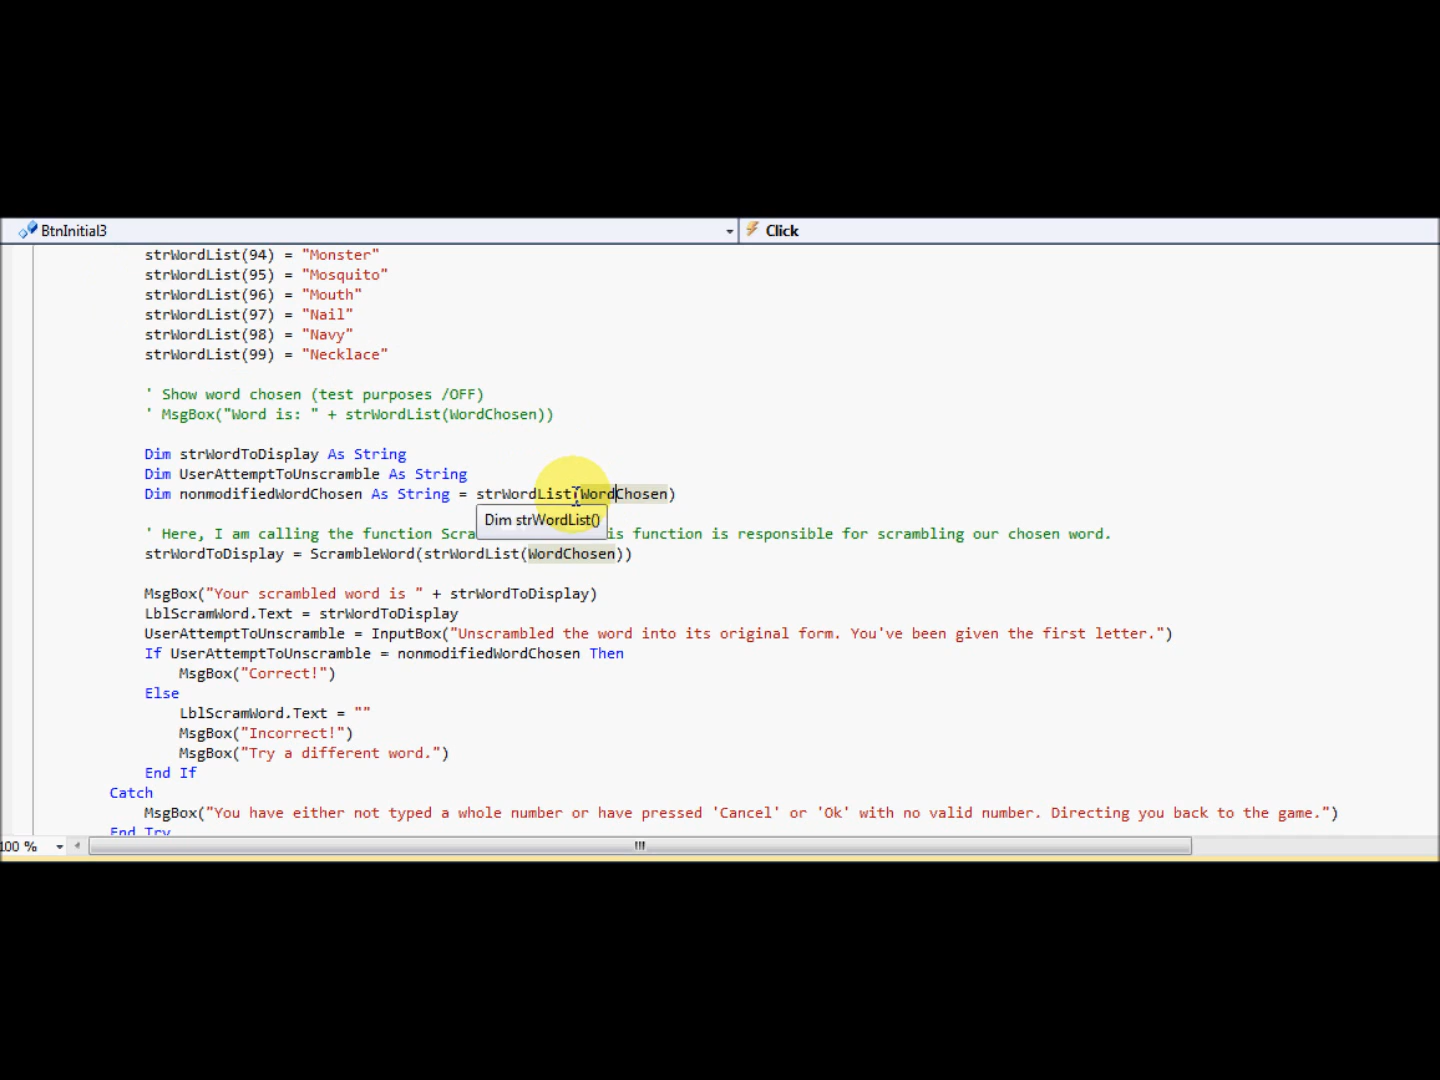 BtnInitial3
Click
strWordList(94) = "Monster"
strWordList(95) = "Mosquito"
strWordList(96) = "Mouth"
strWordList(97) = "Nail"
strWordList(98) = "Navy"
strWordList(99) = "Necklace"
' Show word chosen (test purposes /OFF)
' MsgBox("Word is: " + strWordList(WordChosen))
Dim strWordToDisplay As String
Dim UserAttemptToUnscramble As String
Dim nonmodifiedWordChosen As String = strWordList(WordChosen)
Dim strWordList()
' Here, I am calling the function Scra is function is responsible for scrambling our chosen word.
strWordToDisplay = ScrambleWord(strWordList(WordChosen))
MsgBox("Your scrambled word is " + strWordToDisplay)
LblScramWord.Text = strWordToDisplay
UserAttemptToUnscramble = InputBox("Unscrambled the word into its original form. You've been given the first letter.")
If UserAttemptToUnscramble = nonmodifiedWordChosen Then
MsgBox("Correct!")
Else
LblScramWord.Text = ""
MsgBox("Incorrect!")
MsgBox("Try a different word.")
End If
Catch
MsgBox("You have either not typed a whole number or have pressed 'Cancel' or 'Ok' with no valid number. Directing you back to the game.")
End Try
100 %